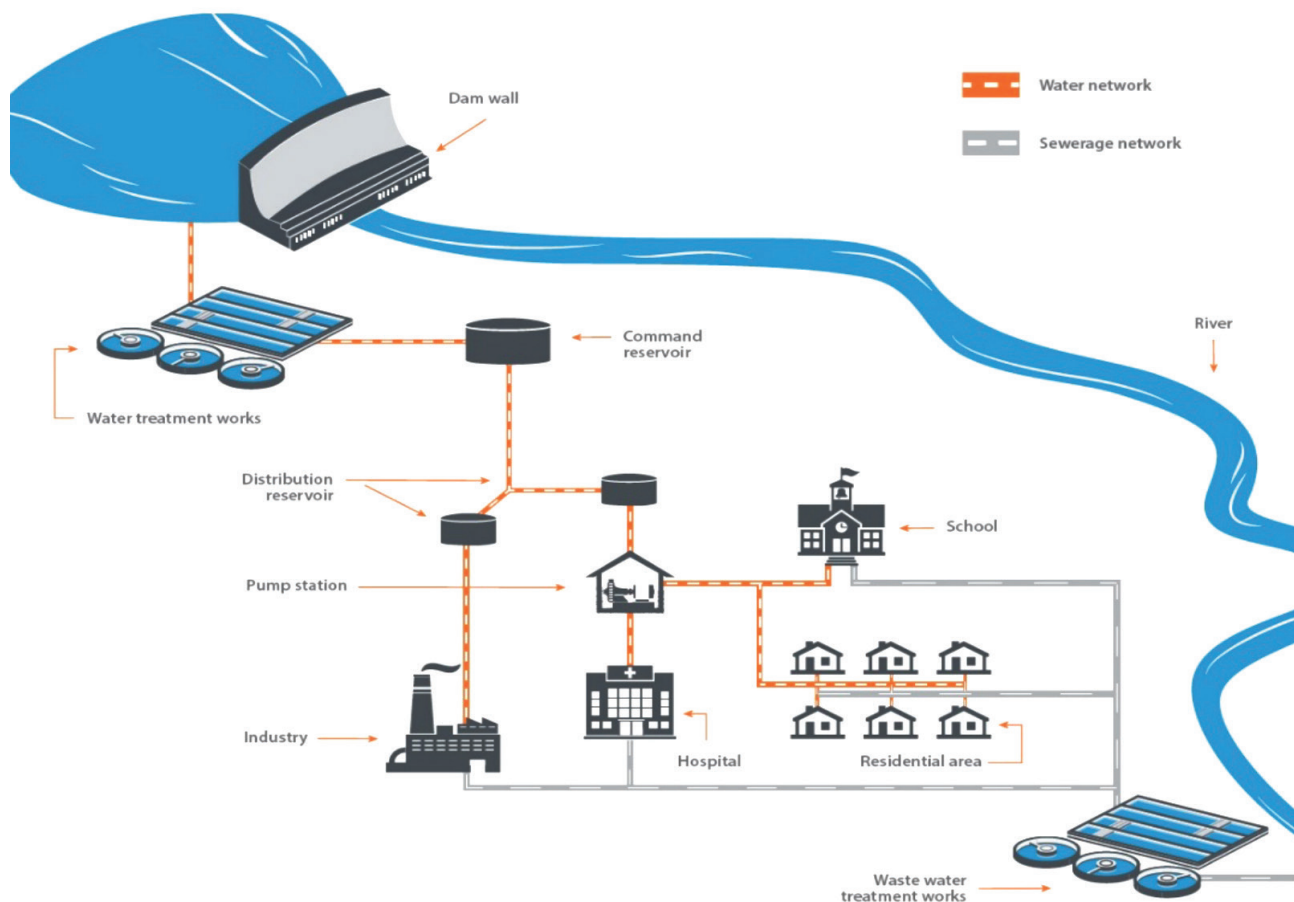 Dam wall
Water network
Sewerage network
River
Command
reservoir
Water treatment works
Distribution
reservoir
School
Pump station
Industry
Hospital
Residential area
Waste water
treatment works